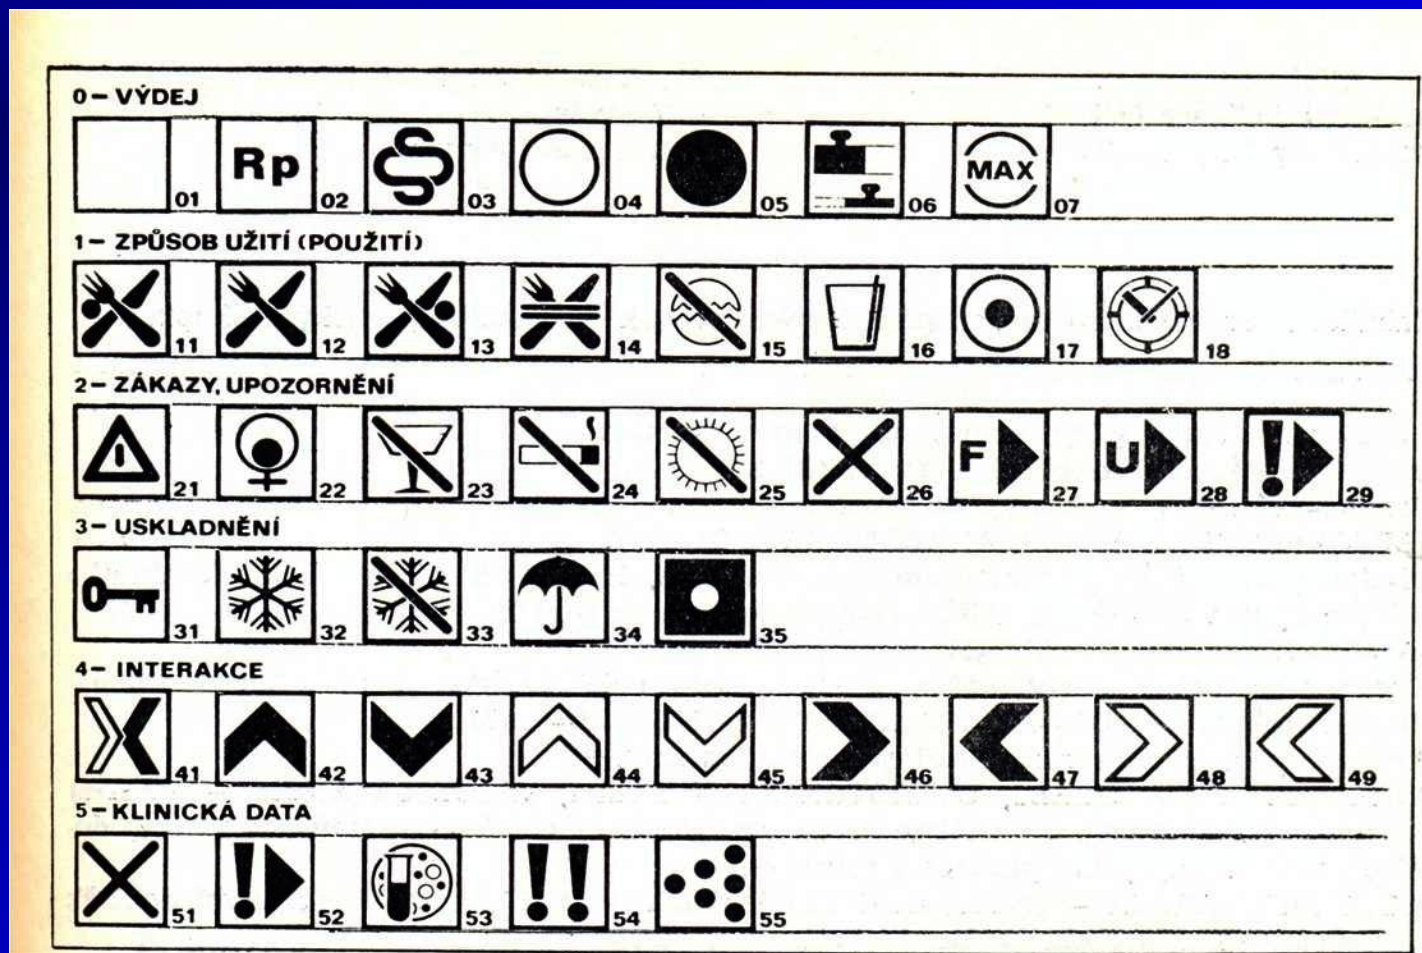 0 – VÝDEJ
01 Rp 02 03 04 05 06 MAX 07
1 – ZPŮSOB UŽITÍ (POUŽITÍ)
11 12 13 14 15 16 17 18
2 – ZÁKAZY, UPOZORNĚNÍ
21 22 23 24 25 26 F 27 U 28 ! 29
3 – USKLADNĚNÍ
31 32 33 34 35
4 – INTERAKCE
41 42 43 44 45 46 47 48 49
5 – KLINICKÁ DATA
51 ! 52 53 !! 54 55